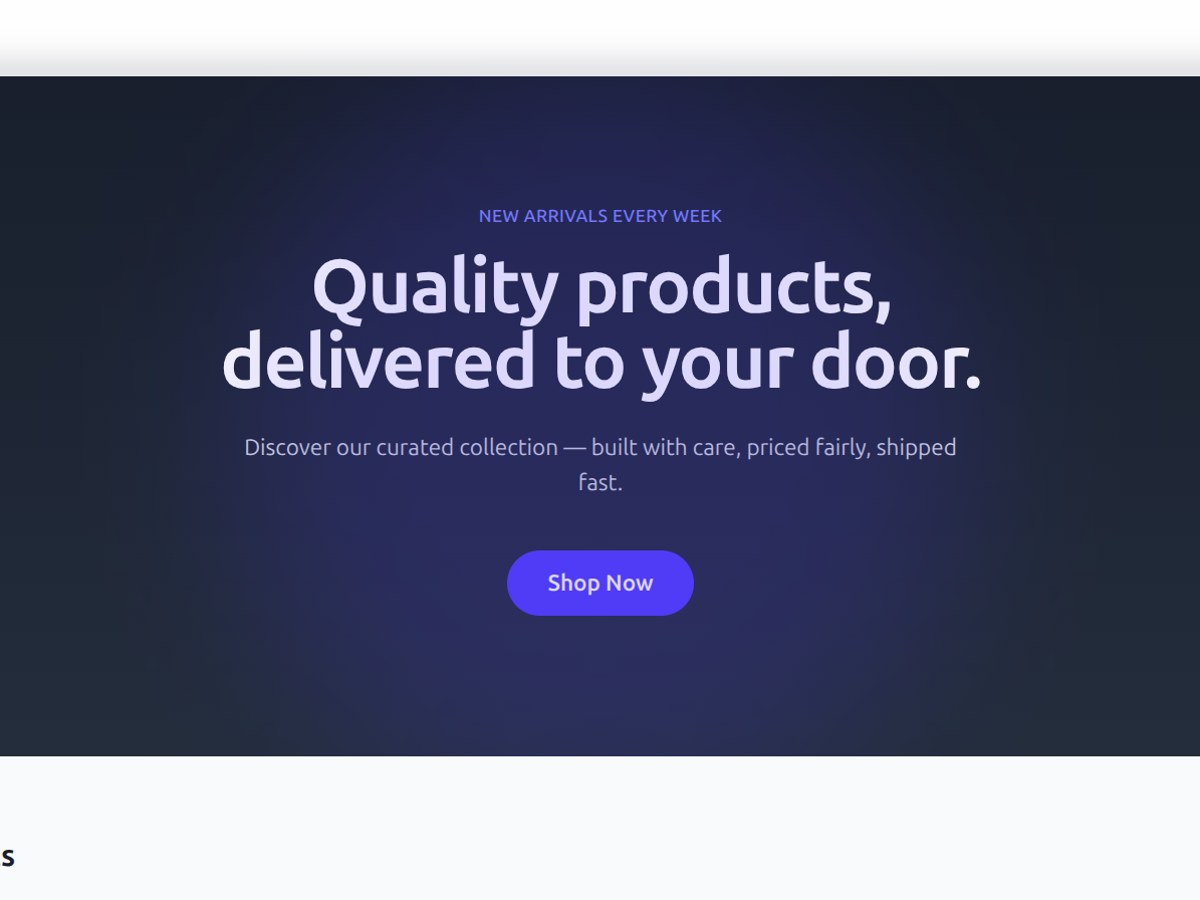 NEW ARRIVALS EVERY WEEK
Quality products,
delivered to your door.
Discover our curated collection — built with care, priced fairly, shipped
fast.
Shop Now
s